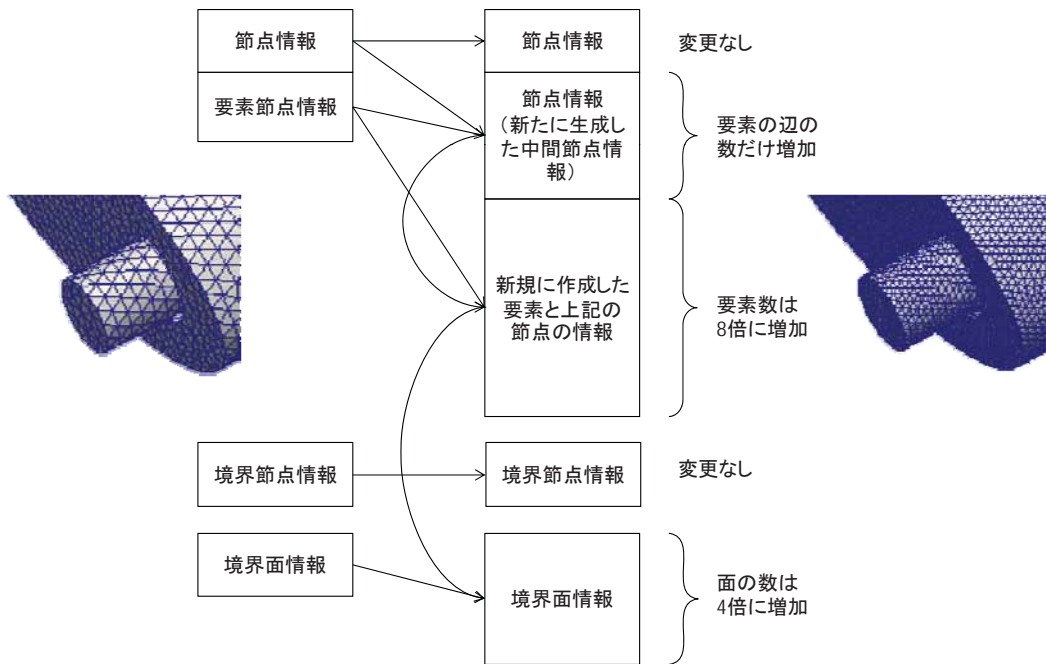 節点情報
要素節点情報
節点情報
節点情報
（新たに生成し
た中間節点情
報）
新規に作成した
要素と上記の
節点の情報
変更なし
要素の辺の
数だけ増加
要素数は
8倍に増加
境界節点情報
境界節点情報
変更なし
境界面情報
境界面情報
面の数は
4倍に増加